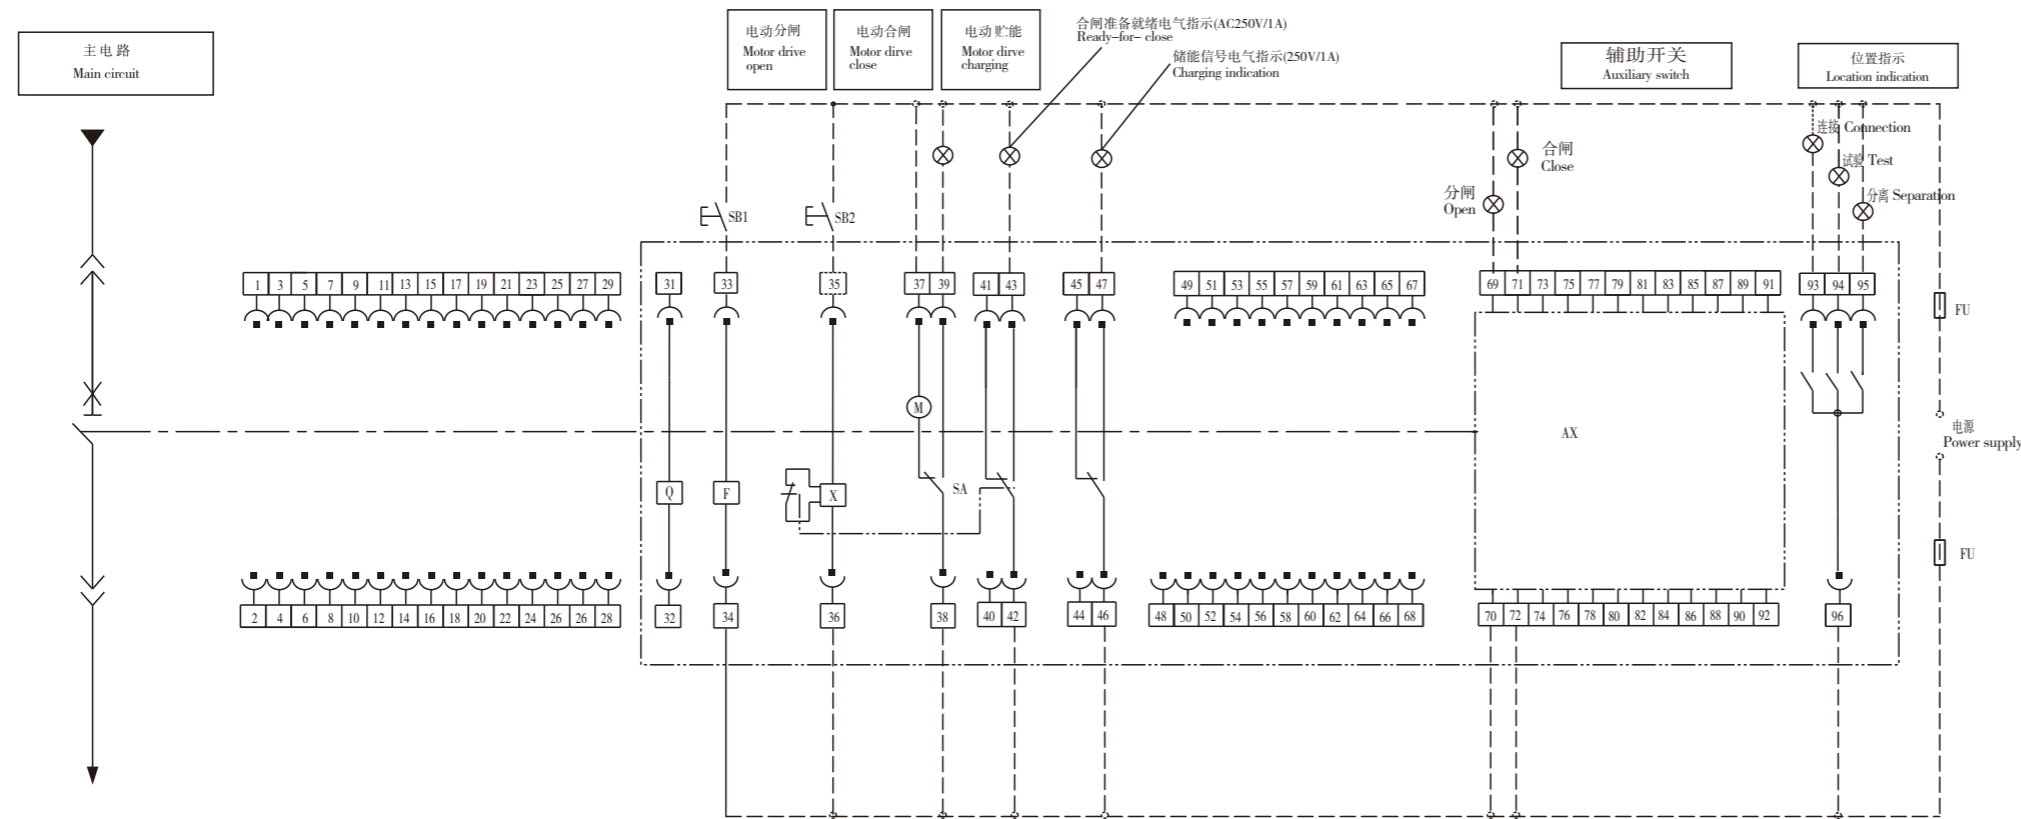 主电路
Main circuit
电动分闸
Motor drive
open
电动合闸
Motor dirve
close
电动贮能
Motor dirve
charging
合闸准备就绪电气指示(AC250V/1A)
Ready-for- close
储能信号电气指示(250V/1A)
Charging indication
辅助开关
Auxiliary switch
位置指示
Location indication
连接 Connection
试验 Test
分离 Separation
合闸
Close
分闸
Open
SB1
SB2
1 3 5 7 9 11 13 15 17 19 21 23 25 27 29
31
33
35
37 39
41 43
45 47
49 51 53 55 57 59 61 63 65 67
69 71 73 75 77 79 81 83 85 87 89 91
93 94 95
FU
M
AX
电源
Power supply
Q
F
X
SA
FU
2 4 6 8 10 12 14 16 18 20 22 24 26 26 28
32
34
36
38
40 42
44 46
48 50 52 54 56 58 60 62 64 66 68
70 72 74 76 78 80 82 84 86 88 90 92
96